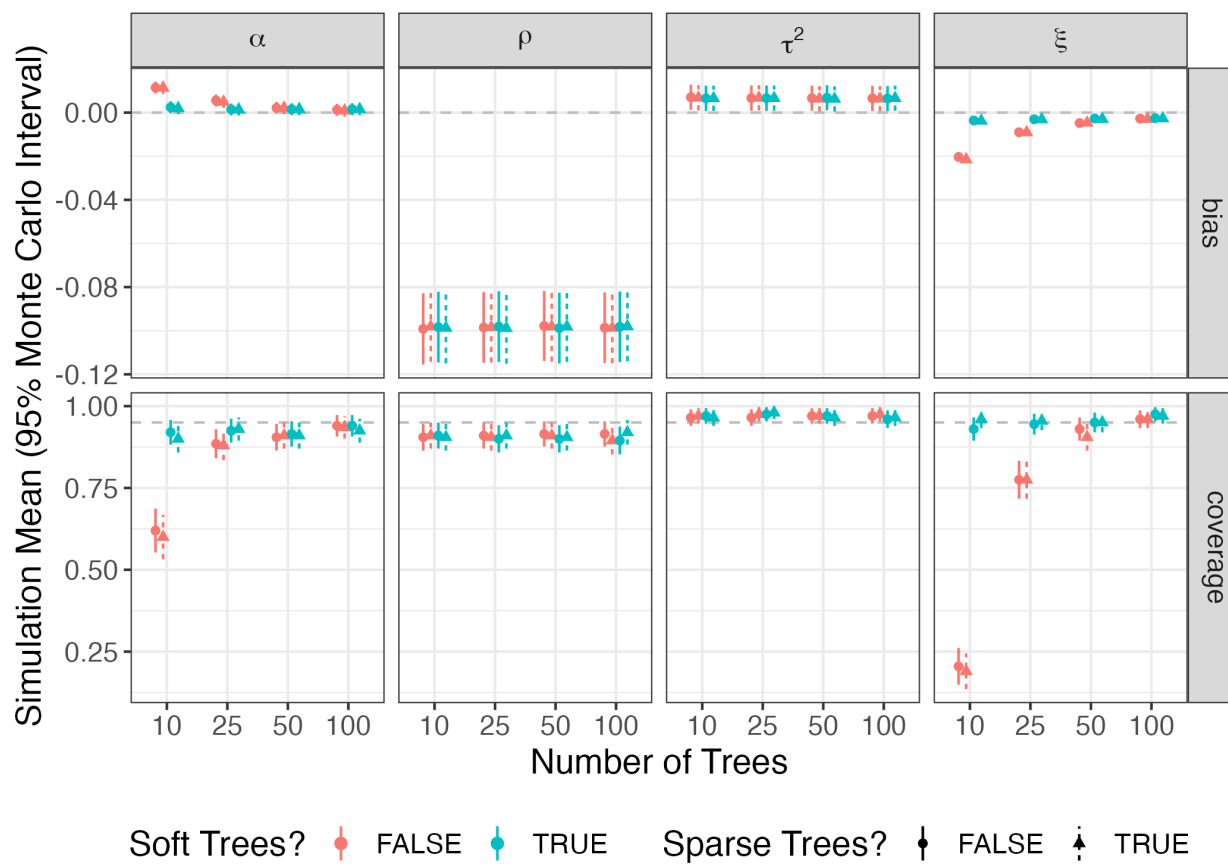 α ρ τ² ξ
Simulation Mean (95% Monte Carlo Interval)
0.00
-0.04
-0.08
-0.12
bias
1.00
0.75
0.50
0.25
coverage
10 25 50 100 10 25 50 100 10 25 50 100 10 25 50 100
Number of Trees
Soft Trees? FALSE TRUE Sparse Trees? FALSE TRUE